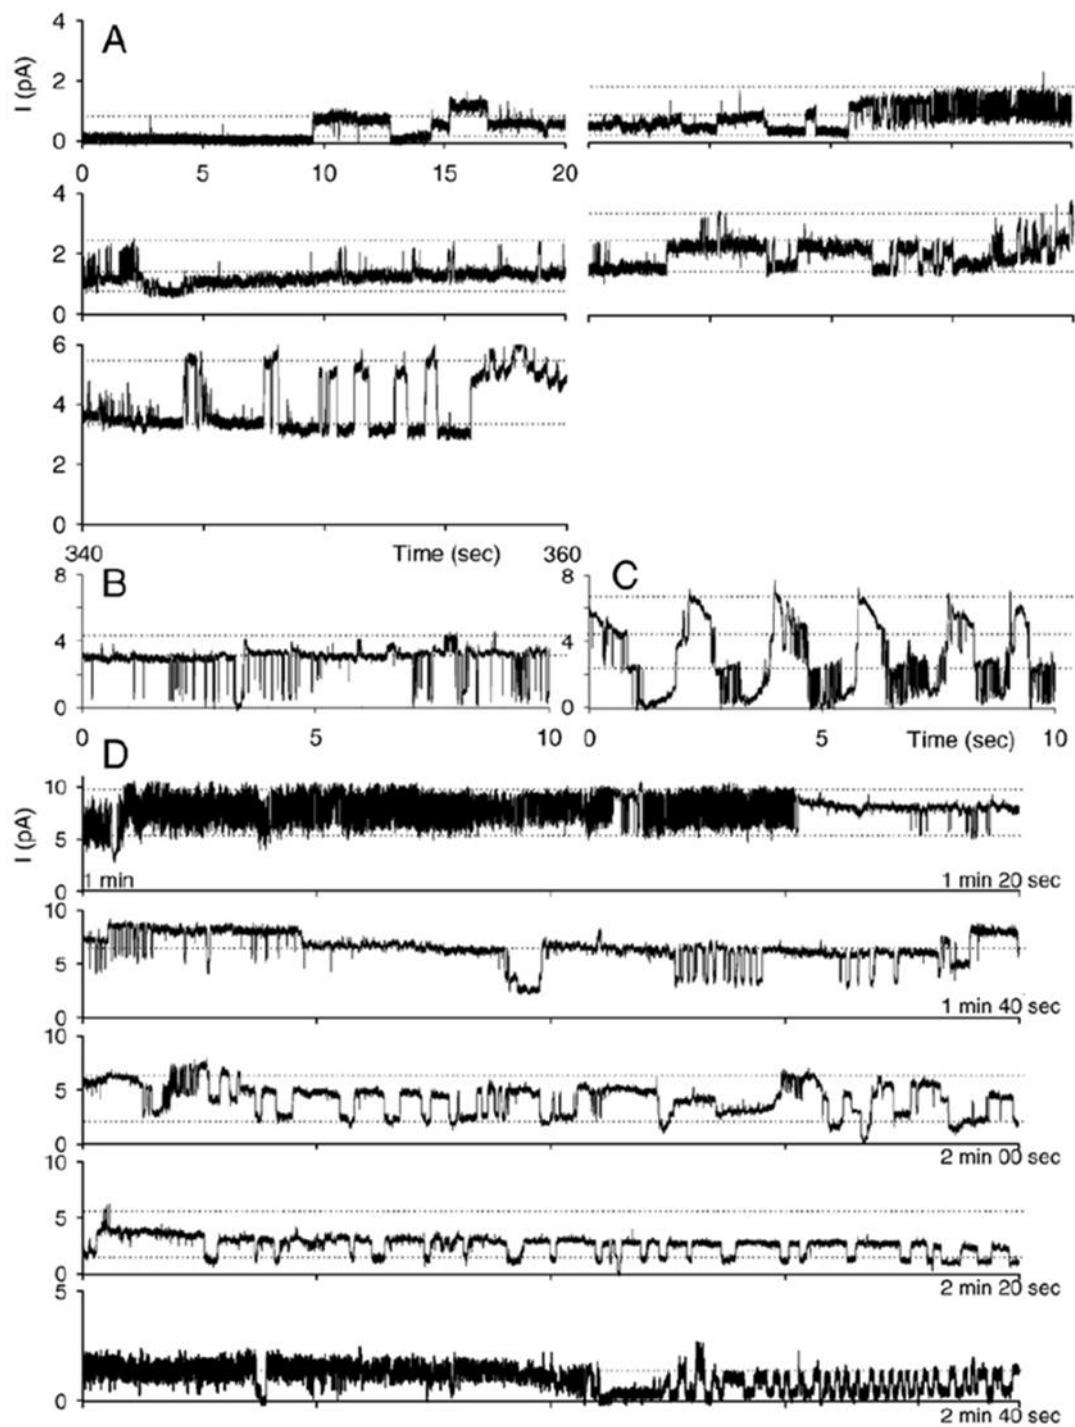 A
I (pA)
4
2
0
0 5 10 15 20
4
2
0
6
4
2
0
340 Time (sec) 360
B
8
4
0
0 5 10
C
8
4
0
0 5 Time (sec) 10
D
I (pA)
10
5
0
1 min 1 min 20 sec
10
5
0
1 min 40 sec
10
5
0
2 min 00 sec
10
5
0
2 min 20 sec
5
0
2 min 40 sec